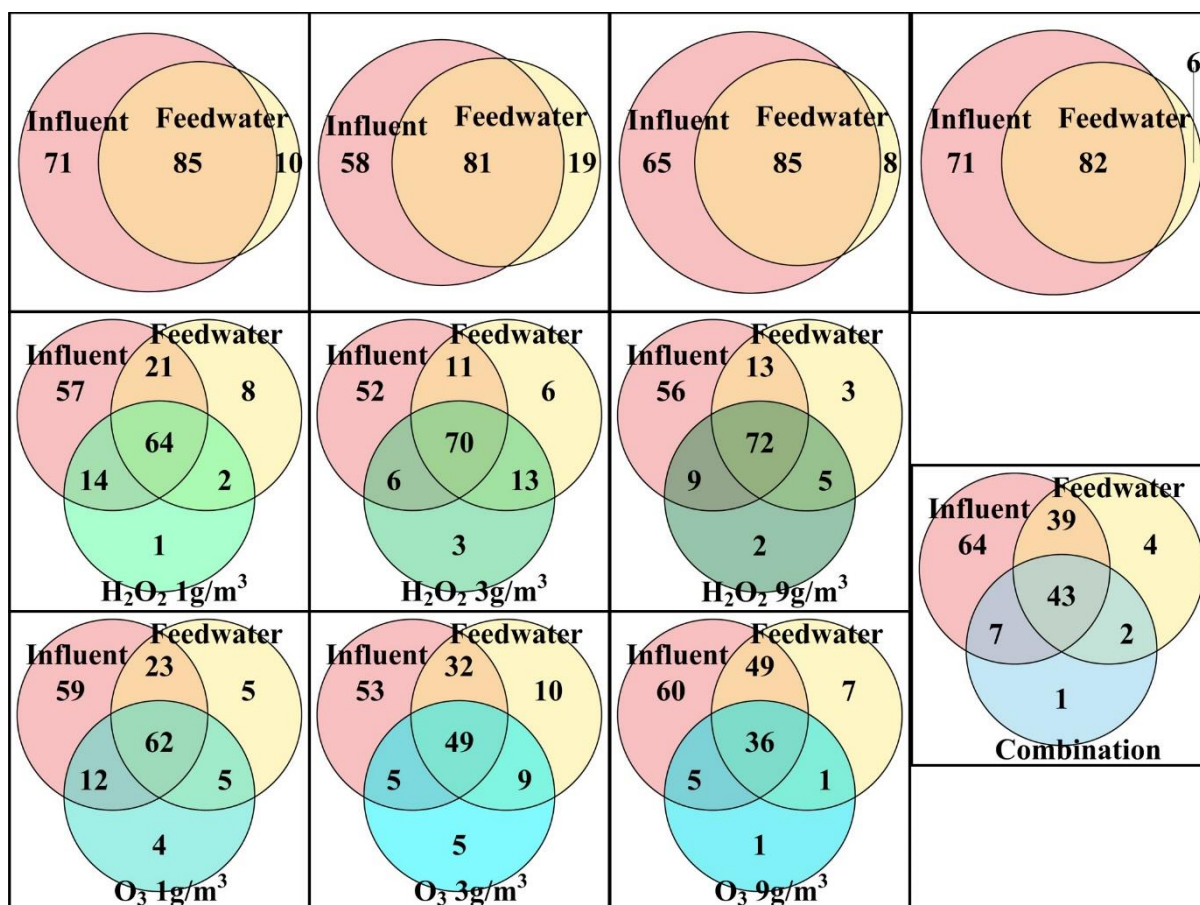 Influent Feedwater
71 85 10
Influent Feedwater
58 81 19
Influent Feedwater
65 85 8
6
Influent Feedwater
71 82
Feedwater
Influent 21
57 8
64
14 2
1
H₂O₂ 1g/m³
Feedwater
Influent 11
52 6
70
6 13
3
H₂O₂ 3g/m³
Feedwater
Influent 13
56 3
72
9 5
2
H₂O₂ 9g/m³
Feedwater
Influent 39
64 4
43
7 2
1
Combination
Feedwater
Influent 23
59 5
62
12 5
4
O₃ 1g/m³
Feedwater
Influent 32
53 10
49
5 9
5
O₃ 3g/m³
Feedwater
Influent 49
60 7
36
5 1
1
O₃ 9g/m³